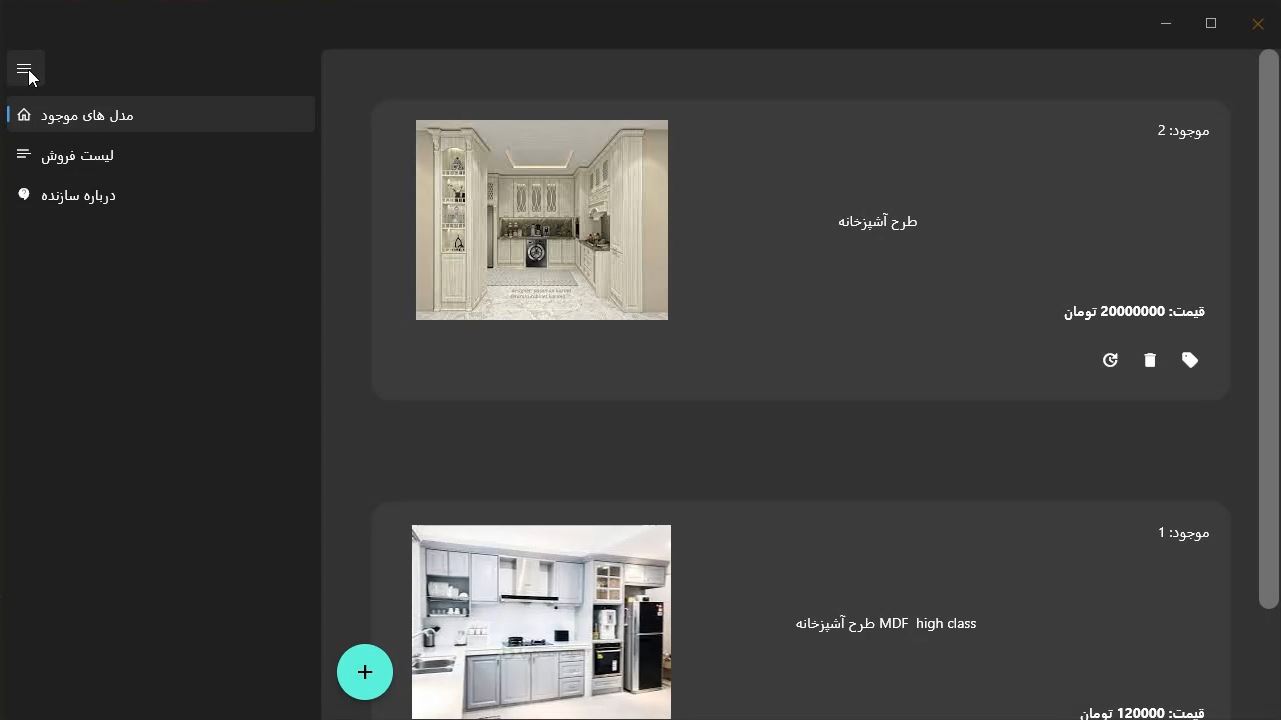 مدل های موجود
لیست فروش
درباره سازنده
موجود: 2
طرح آشپزخانه
قیمت: 20000000 تومان
موجود: 1
طرح آشپزخانه MDF high class
قیمت: 120000 تومان